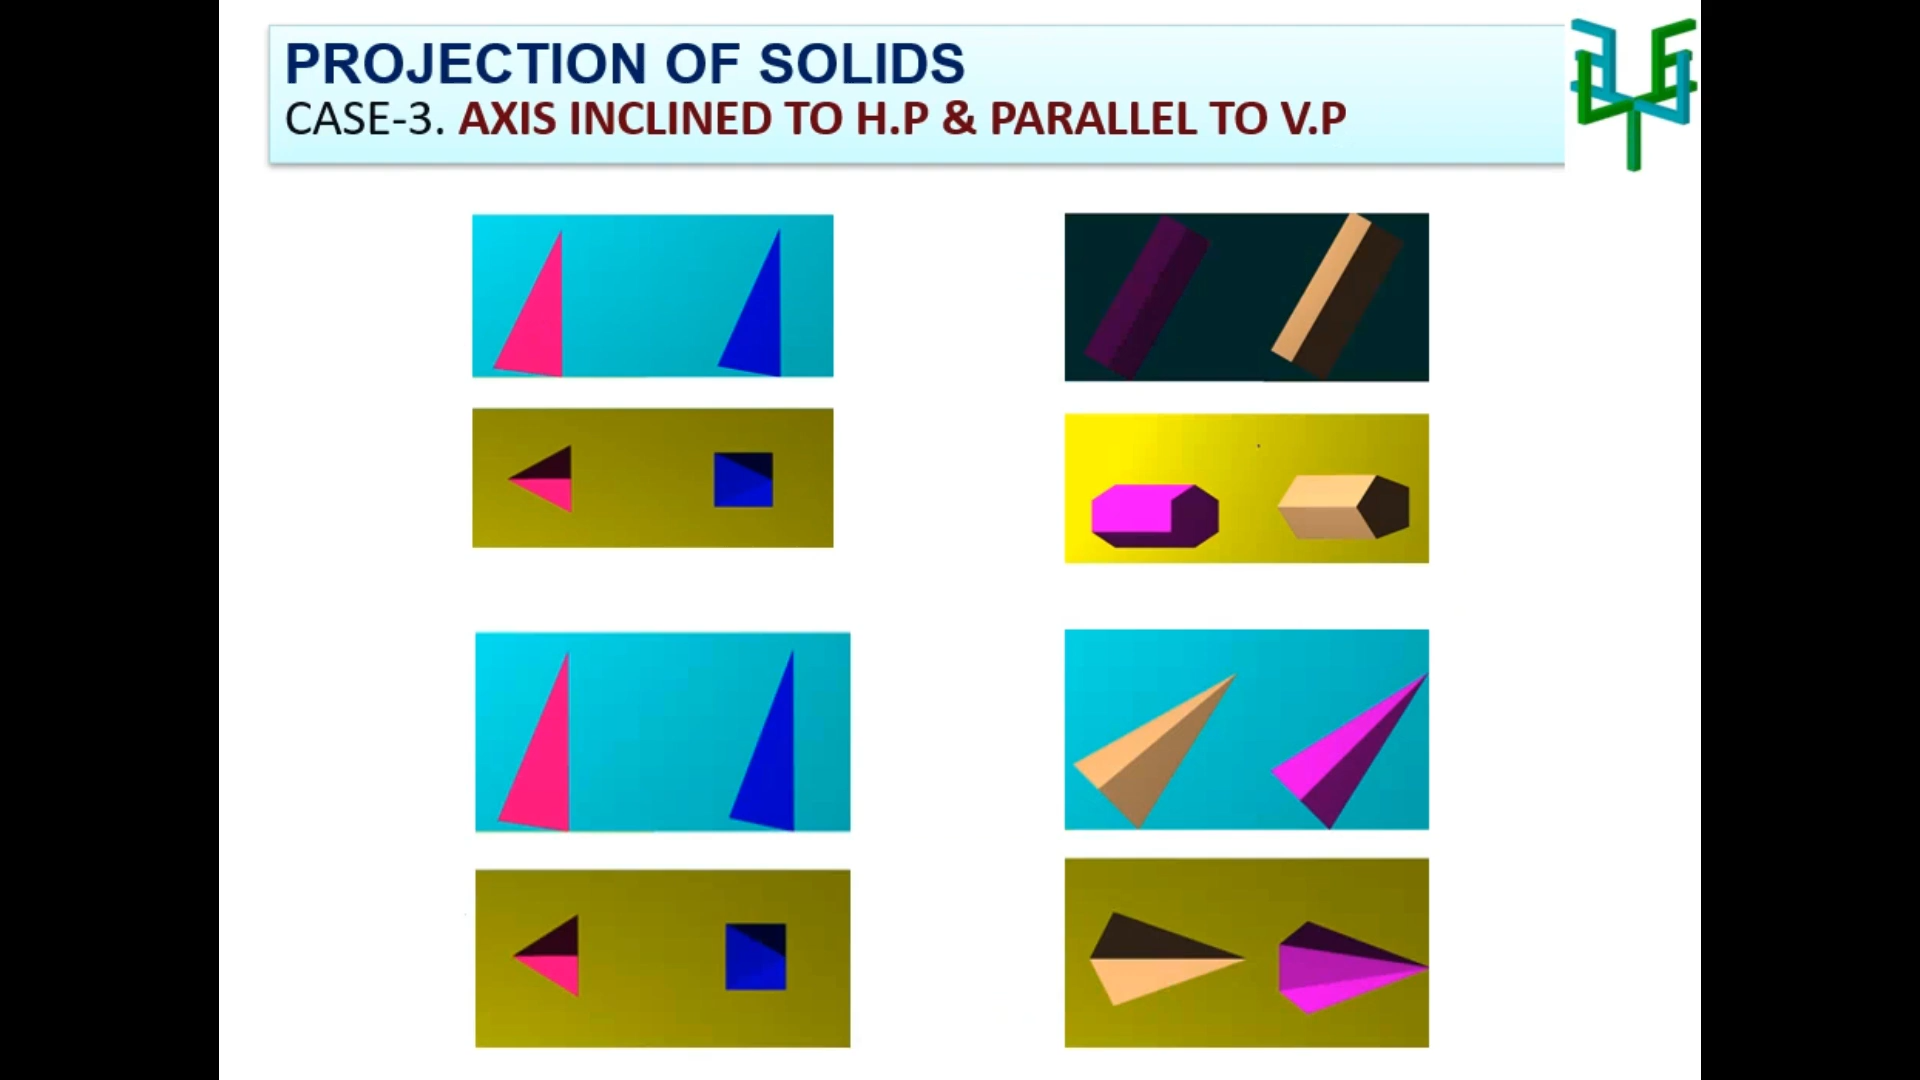 PROJECTION OF SOLIDS
CASE-3. AXIS INCLINED TO H.P & PARALLEL TO V.P